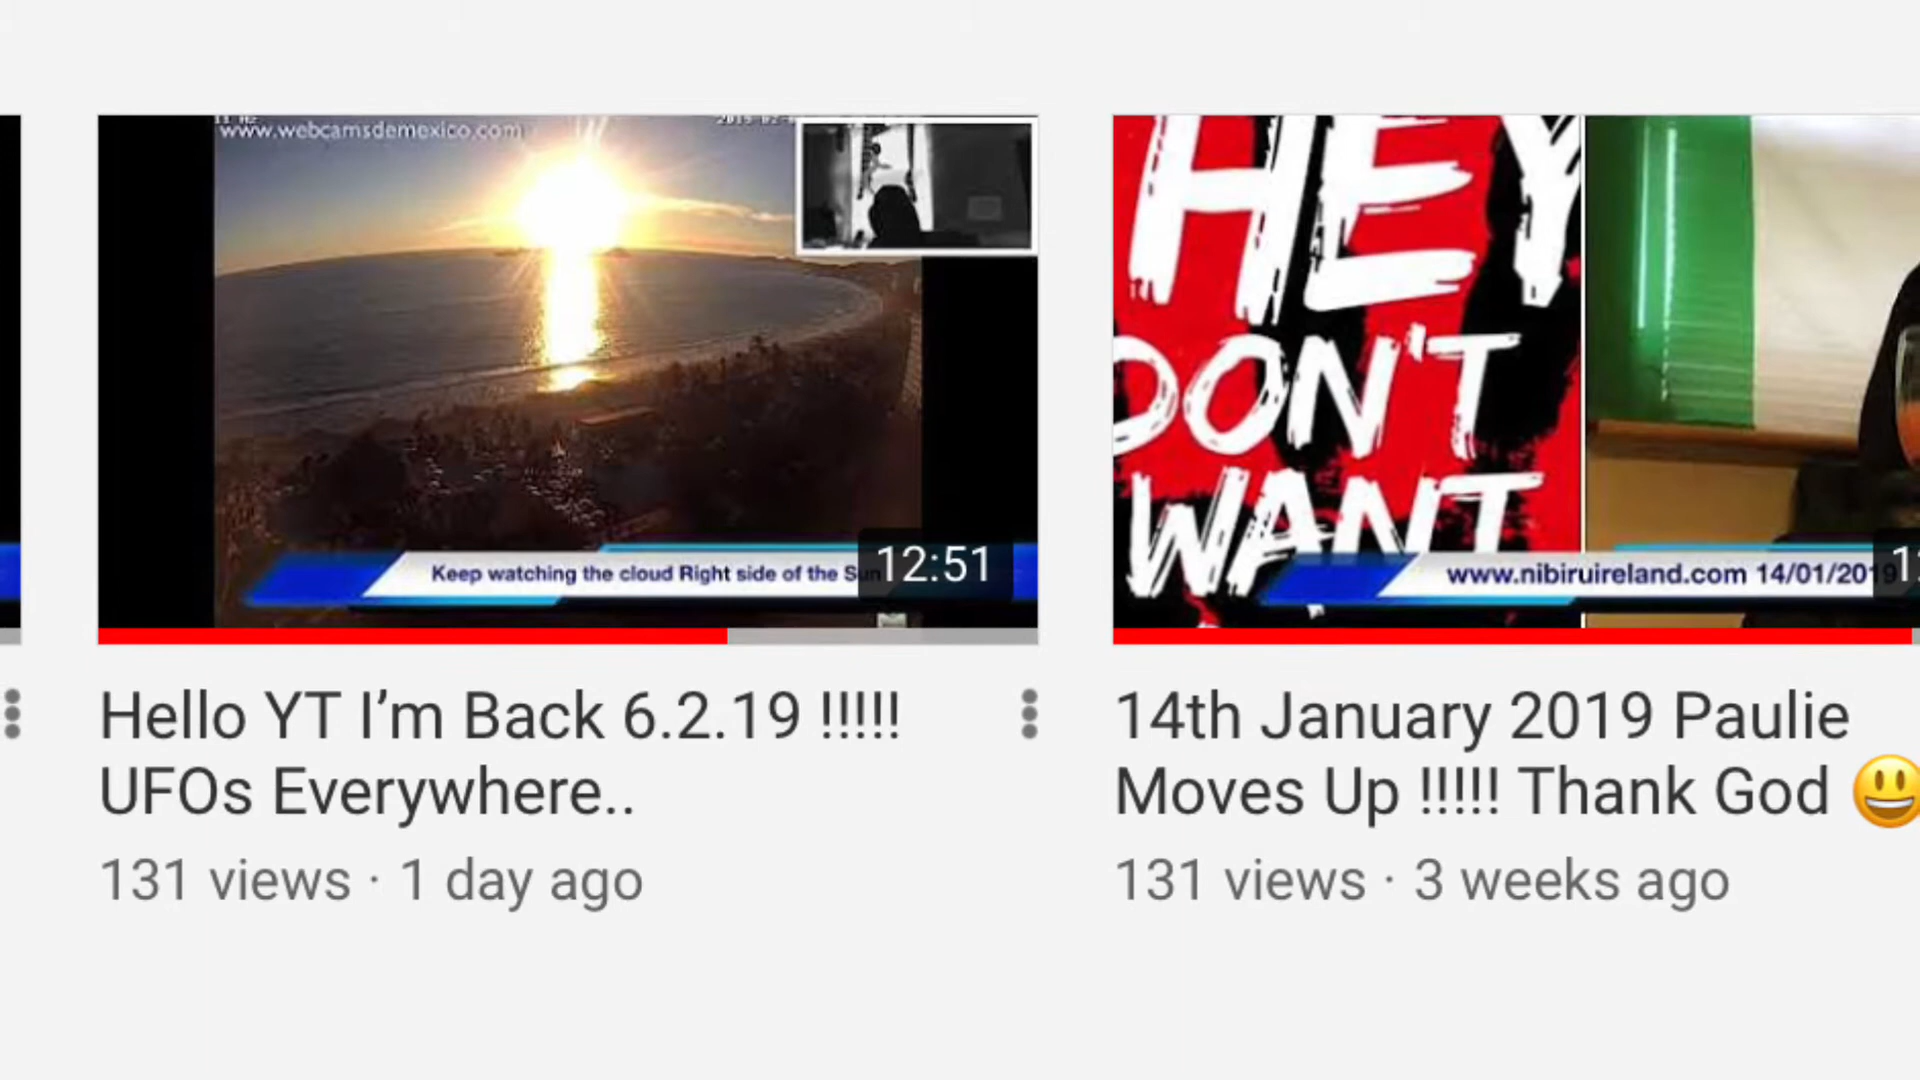 www.webcamsdemexico.com
Keep watching the cloud Right side of the Sun
12:51
Hello YT I’m Back 6.2.19 !!!!!
UFOs Everywhere..
131 views · 1 day ago
HEY
DON'T
WANT
www.nibiruireland.com 14/01/2019
14th January 2019 Paulie
Moves Up !!!!! Thank God 😃
131 views · 3 weeks ago